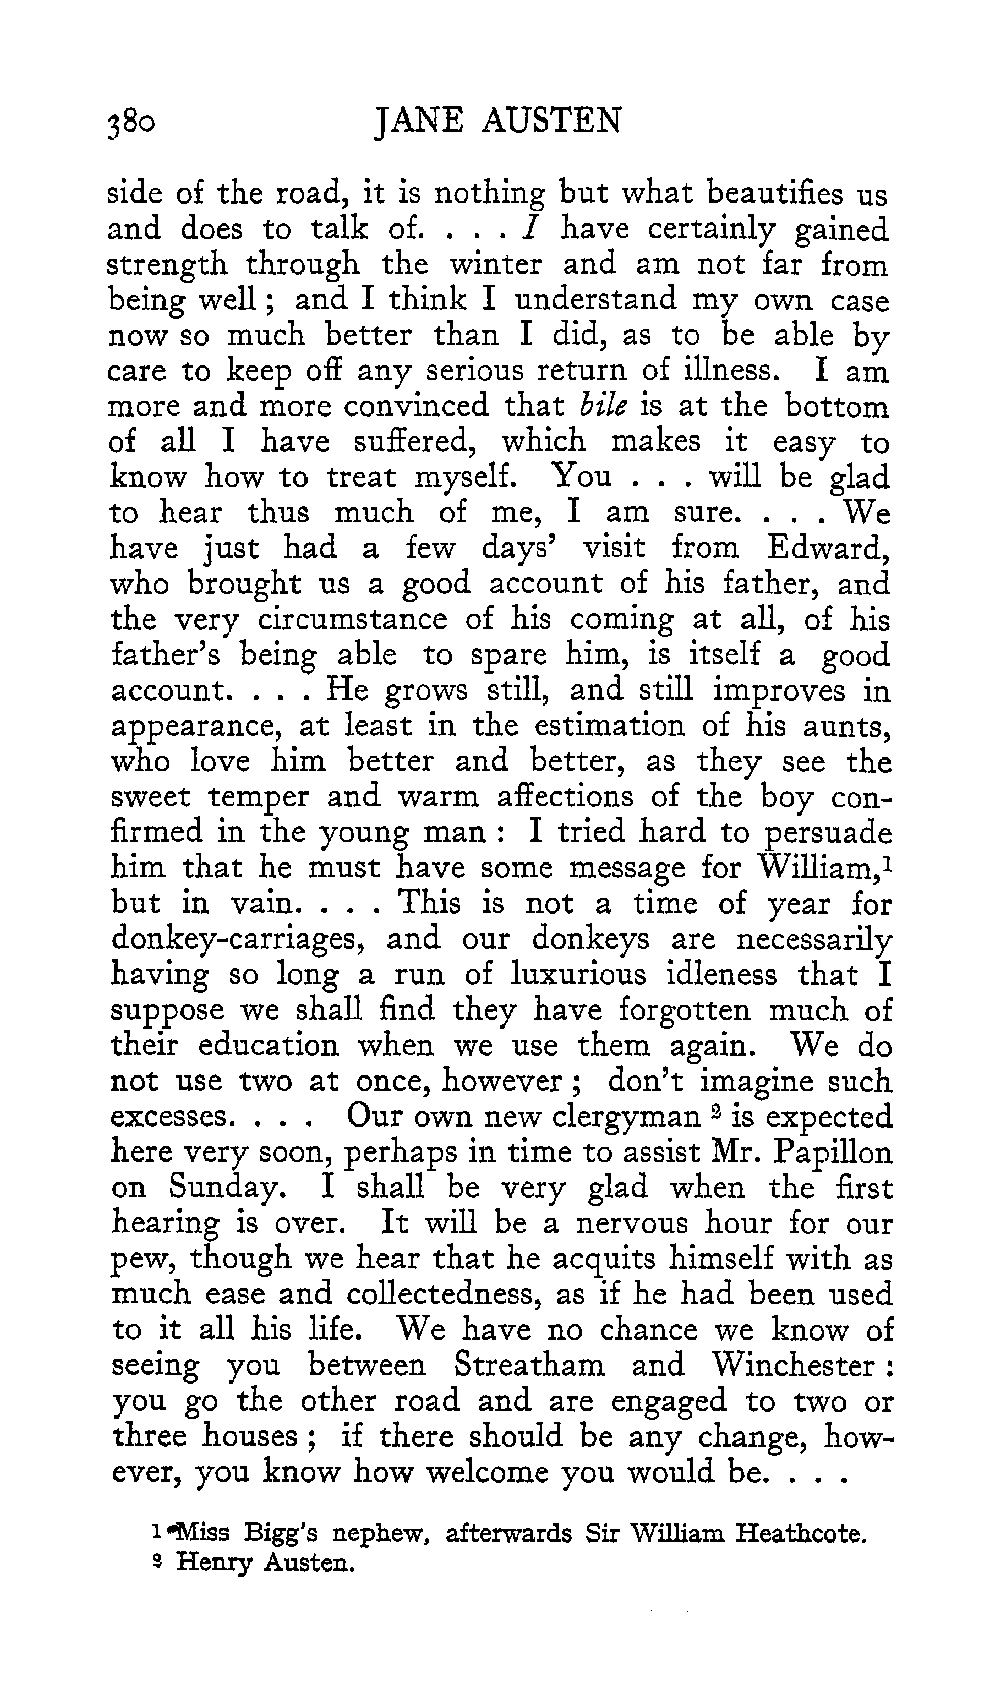 380 JANE AUSTEN
side of the road, it is nothing but what beautifies us
and does to talk of. . . . I have certainly gained
strength through the winter and am not far from
being well ; and I think I understand my own case
now so much better than I did, as to be able by
care to keep off any serious return of illness. I am
more and more convinced that bile is at the bottom
of all I have suffered, which makes it easy to
know how to treat myself. You . . . will be glad
to hear thus much of me, I am sure. . . . We
have just had a few days’ visit from Edward,
who brought us a good account of his father, and
the very circumstance of his coming at all, of his
father’s being able to spare him, is itself a good
account. . . . He grows still, and still improves in
appearance, at least in the estimation of his aunts,
who love him better and better, as they see the
sweet temper and warm affections of the boy con-
firmed in the young man : I tried hard to persuade
him that he must have some message for William,¹
but in vain. . . . This is not a time of year for
donkey-carriages, and our donkeys are necessarily
having so long a run of luxurious idleness that I
suppose we shall find they have forgotten much of
their education when we use them again. We do
not use two at once, however ; don’t imagine such
excesses. . . . Our own new clergyman ² is expected
here very soon, perhaps in time to assist Mr. Papillon
on Sunday. I shall be very glad when the first
hearing is over. It will be a nervous hour for our
pew, though we hear that he acquits himself with as
much ease and collectedness, as if he had been used
to it all his life. We have no chance we know of
seeing you between Streatham and Winchester :
you go the other road and are engaged to two or
three houses ; if there should be any change, how-
ever, you know how welcome you would be. . . .
¹ Miss Bigg's nephew, afterwards Sir William Heathcote.
² Henry Austen.